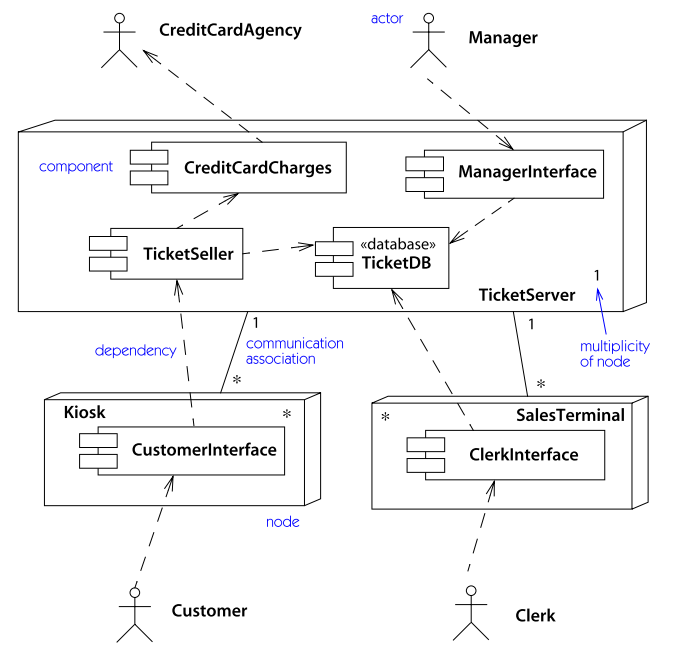 CreditCardAgency
actor
Manager
component
CreditCardCharges
ManagerInterface
TicketSeller
«database»
TicketDB
TicketServer
1
1
communication
association
1
multiplicity
of node
dependency
*
*
Kiosk
*
*
SalesTerminal
CustomerInterface
ClerkInterface
node
Customer
Clerk